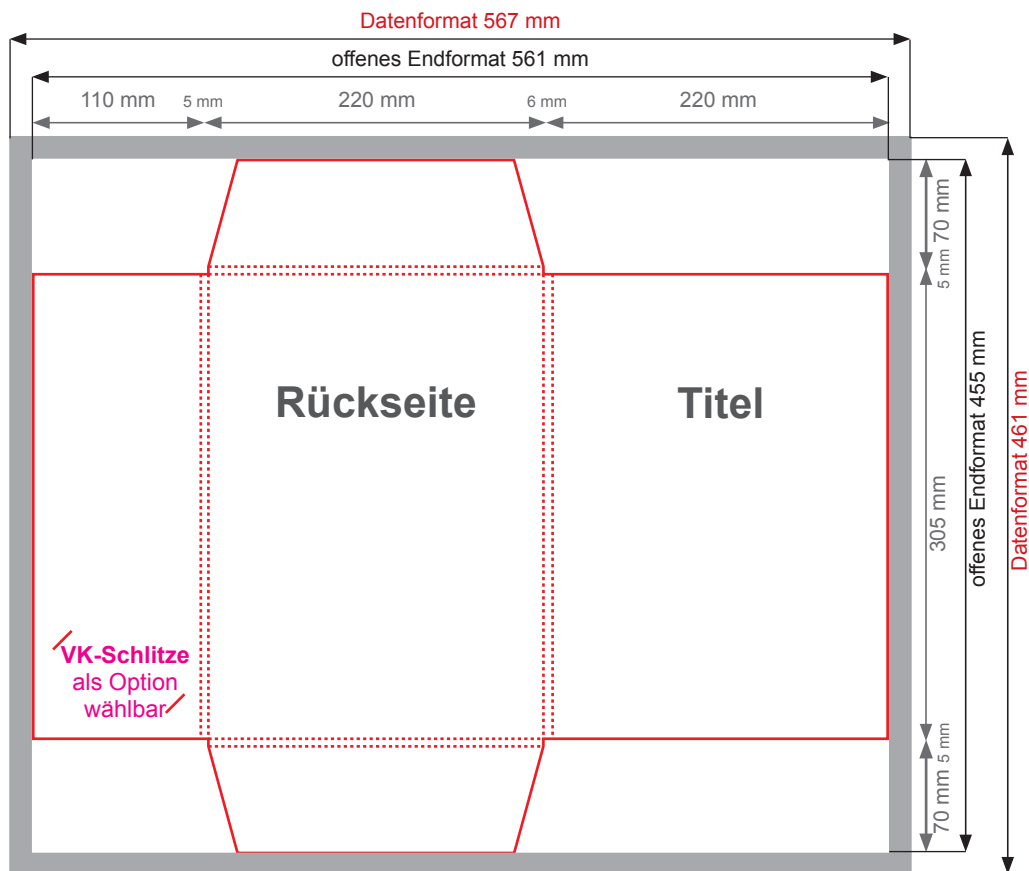 Datenformat 567 mm
offenes Endformat 561 mm
110 mm
5 mm
220 mm
6 mm
220 mm
70 mm
5 mm
Rückseite
Titel
305 mm
offenes Endformat 455 mm
Datenformat 461 mm
VK-Schlitze
als Option
wählbar
5 mm
70 mm